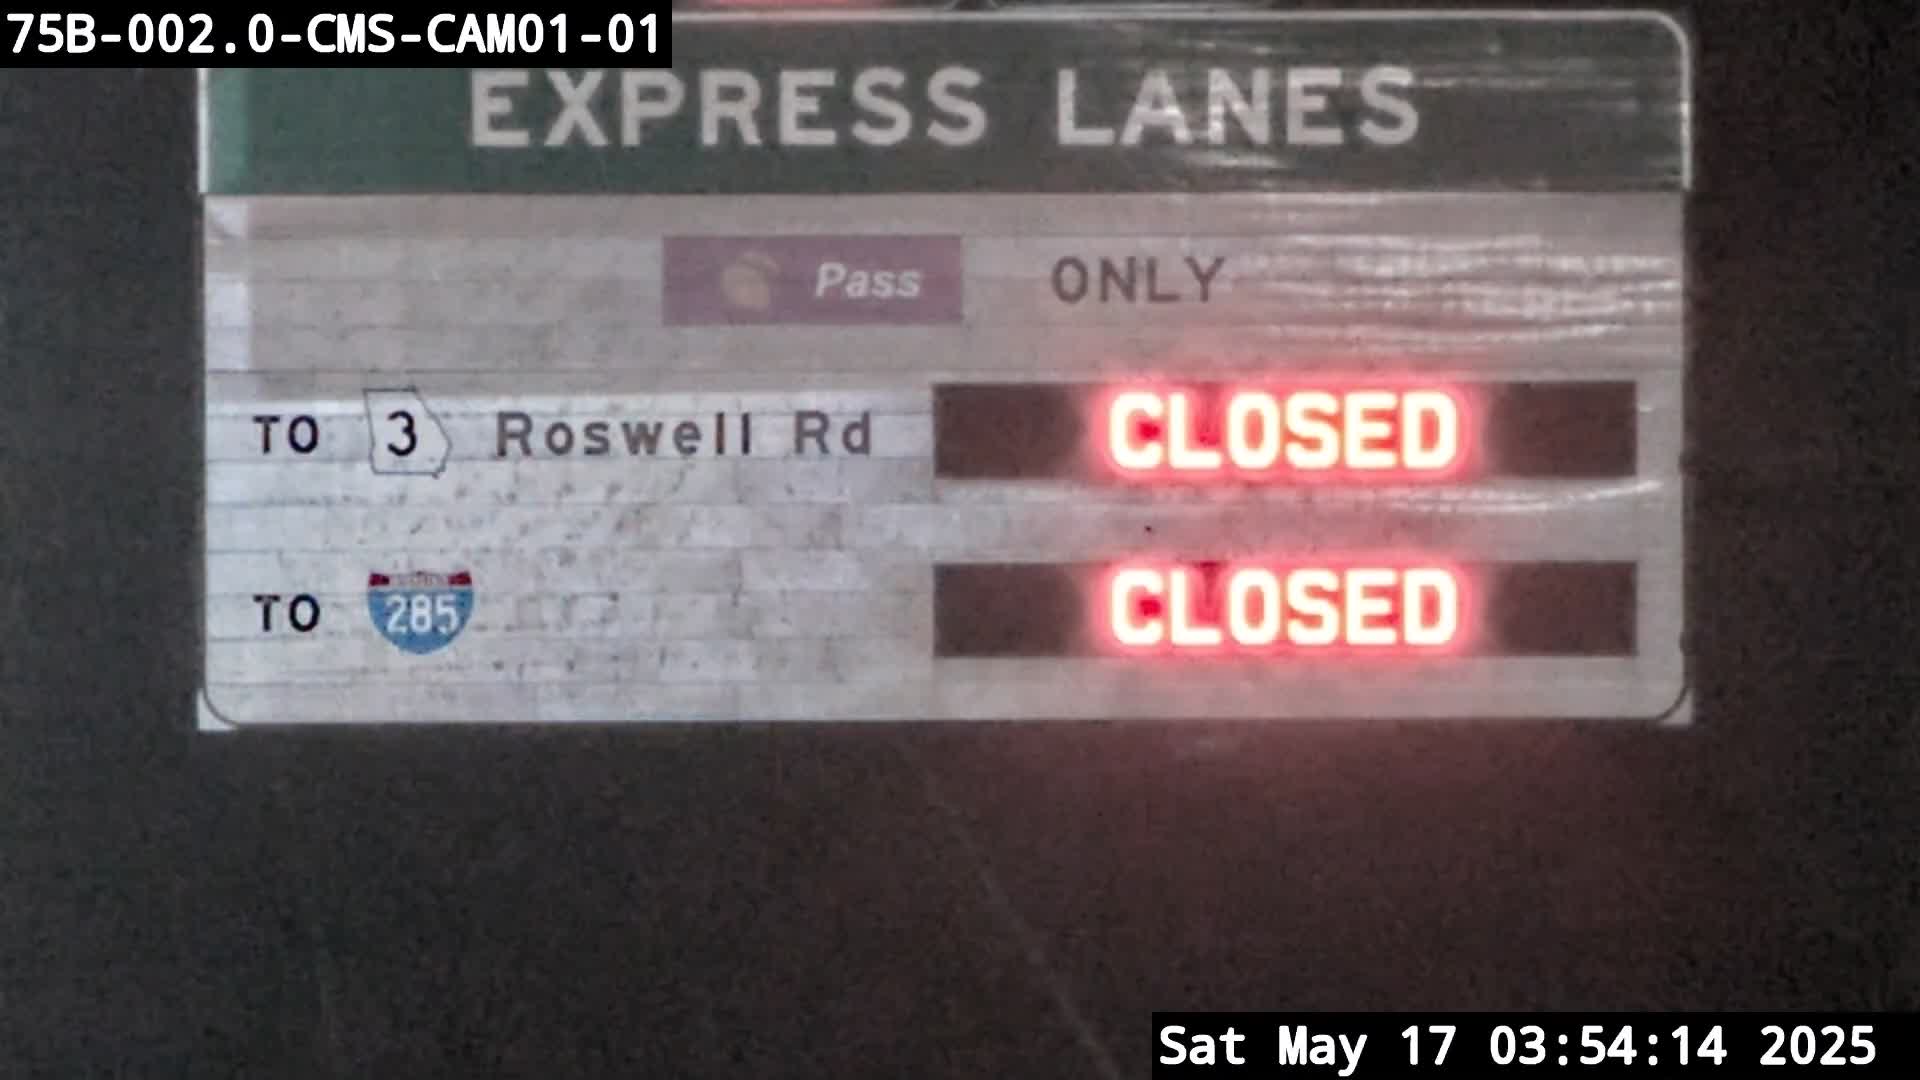 75B-002.0-CMS-CAM01-01
EXPRESS LANES
Pass ONLY
TO 3 Roswell Rd CLOSED
TO 285 CLOSED
Sat May 17 03:54:14 2025